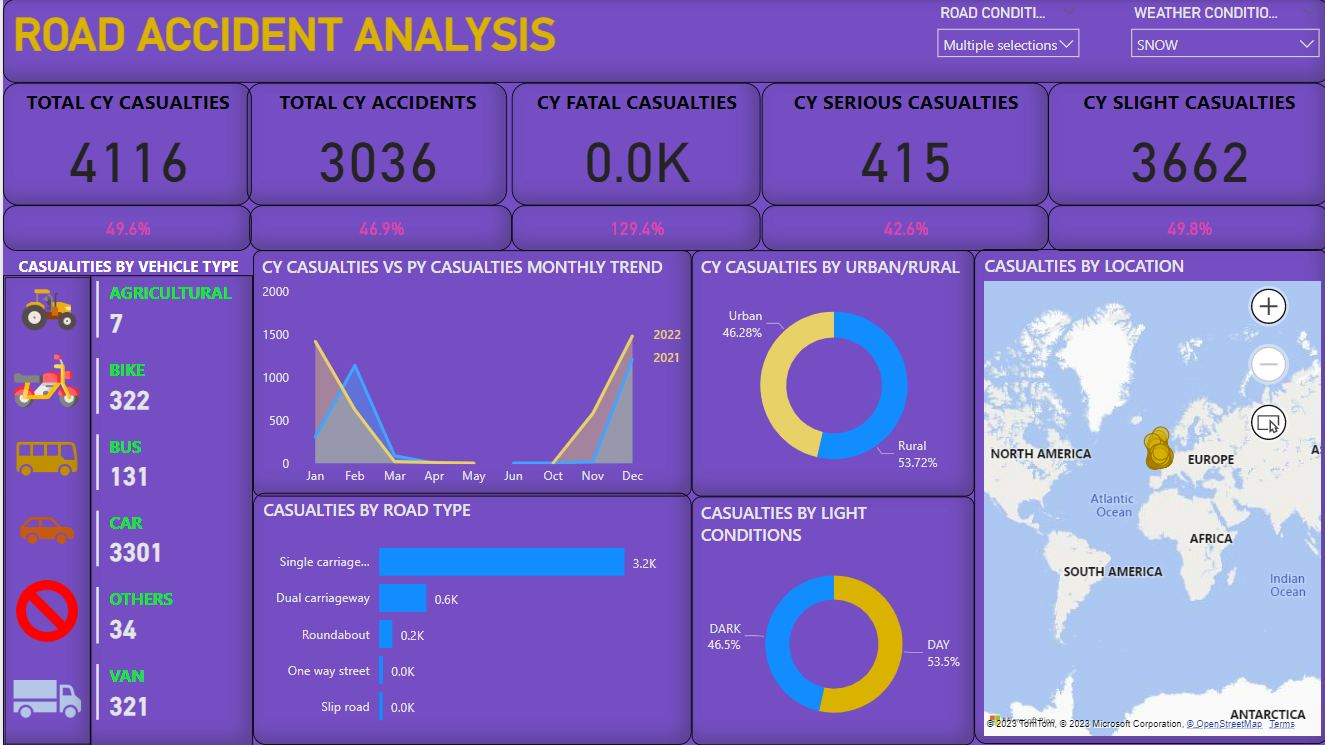 ROAD ACCIDENT ANALYSIS
ROAD CONDITI...
Multiple selections
WEATHER CONDITIO...
SNOW
TOTAL CY CASUALTIES
4116
49.6%
TOTAL CY ACCIDENTS
3036
46.9%
CY FATAL CASUALTIES
0.0K
129.4%
CY SERIOUS CASUALTIES
415
42.6%
CY SLIGHT CASUALTIES
3662
49.8%
CASUALITIES BY VEHICLE TYPE
AGRICULTURAL
7
BIKE
322
BUS
131
CAR
3301
OTHERS
34
VAN
321
CY CASUALTIES VS PY CASUALTIES MONTHLY TREND
2000
1500
1000
500
0
2022
2021
Jan Feb Mar Apr May Jun Oct Nov Dec
CASUALTIES BY ROAD TYPE
Single carriage... 3.2K
Dual carriageway 0.6K
Roundabout 0.2K
One way street 0.0K
Slip road 0.0K
CY CASUALTIES BY URBAN/RURAL
Urban
46.28%
Rural
53.72%
CASUALTIES BY LIGHT
CONDITIONS
DARK
46.5%
DAY
53.5%
CASUALTIES BY LOCATION
NORTH AMERICA
EUROPE
AS
Atlantic
Ocean
AFRICA
SOUTH AMERICA
Indian
Ocean
ANTARCTICA
© 2023 TomTom, © 2023 Microsoft Corporation, © OpenStreetMap Terms